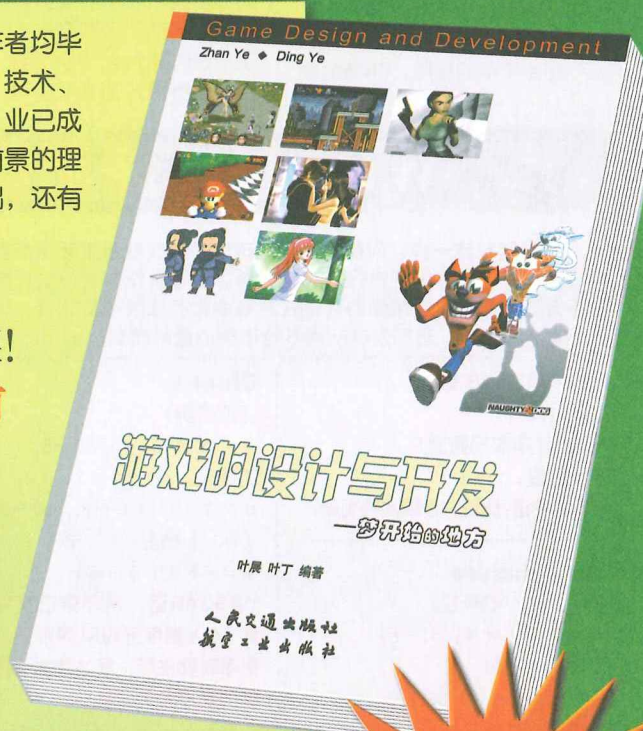 者均毕
技术、
业已成
前景的理
出，还有
!
Game Design and Development
Zhan Ye ◆ Ding Ye
NAUGHTY DOG
游戏的设计与开发
—梦开始的地方
叶展 叶丁 编著
人民交通出版社
航空工业出版社